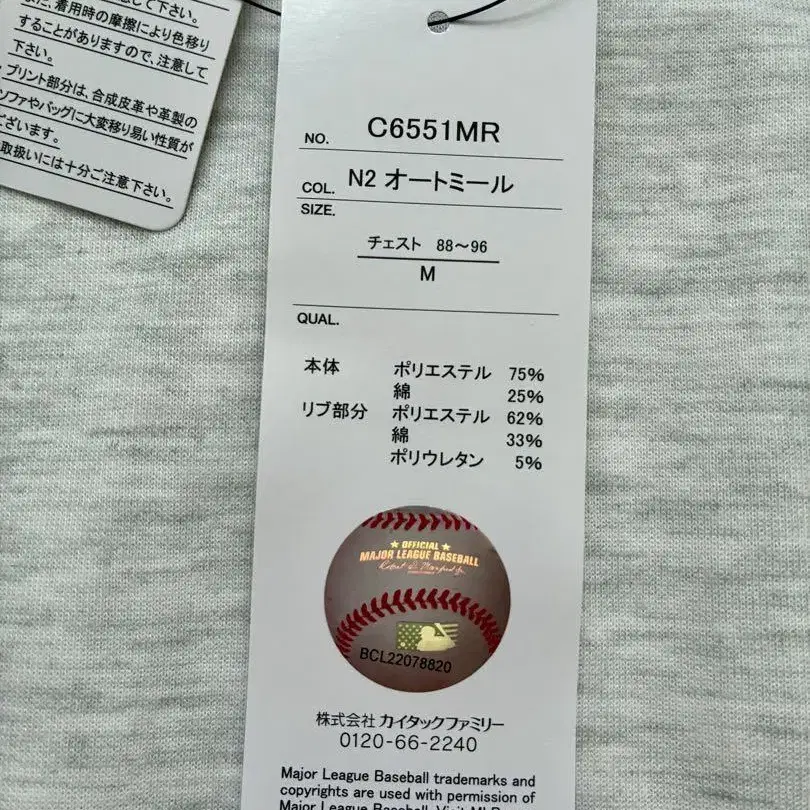 して下さい。
着用時の摩擦により色移り
することがありますので、注意して
下さい。
プリント部分は、合成皮革や革製の
ソファやバッグに大変移り易い性質が
ございます。
取扱いには十分ご注意下さい。
NO. C6551MR
COL. N2 オートミール
SIZE.
チェスト 88～96
M
QUAL.
本体 ポリエステル 75%
綿 25%
リブ部分 ポリエステル 62%
綿 33%
ポリウレタン 5%
★ OFFICIAL ★
MAJOR LEAGUE BASEBALL
BCL22078820
株式会社 カイタックファミリー
0120-66-2240
Major League Baseball trademarks and
copyrights are used with permission of
Major League Baseball. Visit MLB